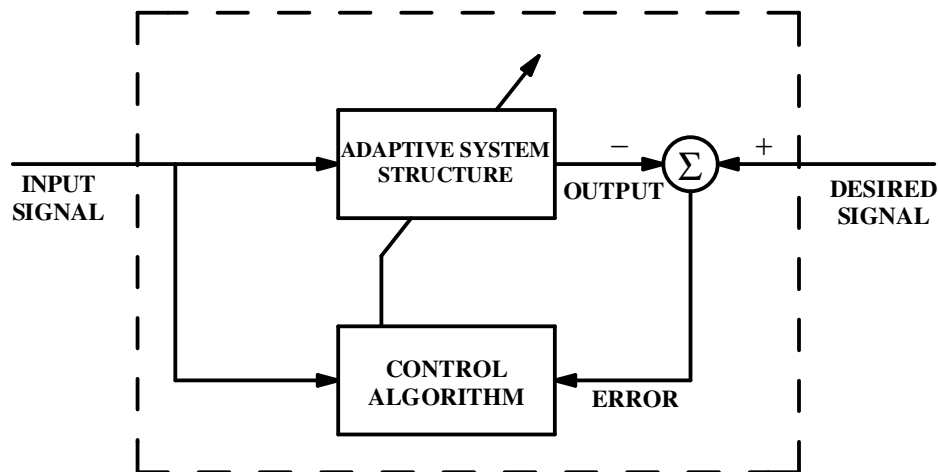 ADAPTIVE SYSTEM
STRUCTURE
−
Σ
+
INPUT
SIGNAL
OUTPUT
DESIRED
SIGNAL
CONTROL
ALGORITHM
ERROR